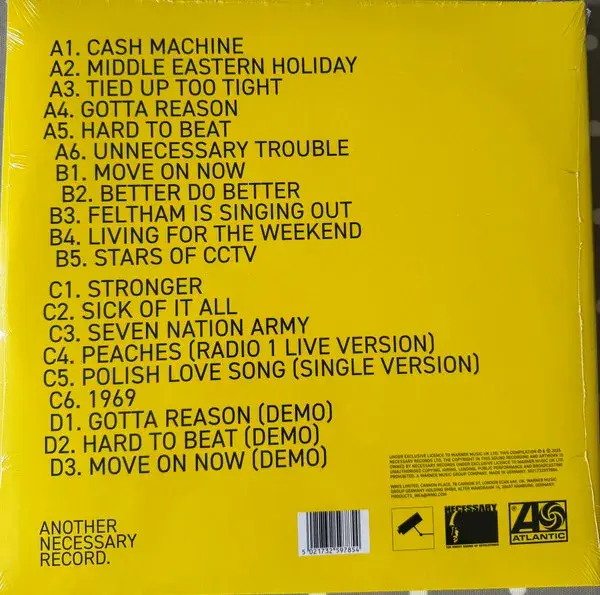 A1. CASH MACHINE
A2. MIDDLE EASTERN HOLIDAY
A3. TIED UP TOO TIGHT
A4. GOTTA REASON
A5. HARD TO BEAT
A6. UNNECESSARY TROUBLE
B1. MOVE ON NOW
B2. BETTER DO BETTER
B3. FELTHAM IS SINGING OUT
B4. LIVING FOR THE WEEKEND
B5. STARS OF CCTV
C1. STRONGER
C2. SICK OF IT ALL
C3. SEVEN NATION ARMY
C4. PEACHES (RADIO 1 LIVE VERSION)
C5. POLISH LOVE SONG (SINGLE VERSION)
C6. 1969
D1. GOTTA REASON (DEMO)
D2. HARD TO BEAT (DEMO)
D3. MOVE ON NOW (DEMO)
ANOTHER
NECESSARY
RECORD.
5 021732 597854
NECESSARY
ATLANTIC